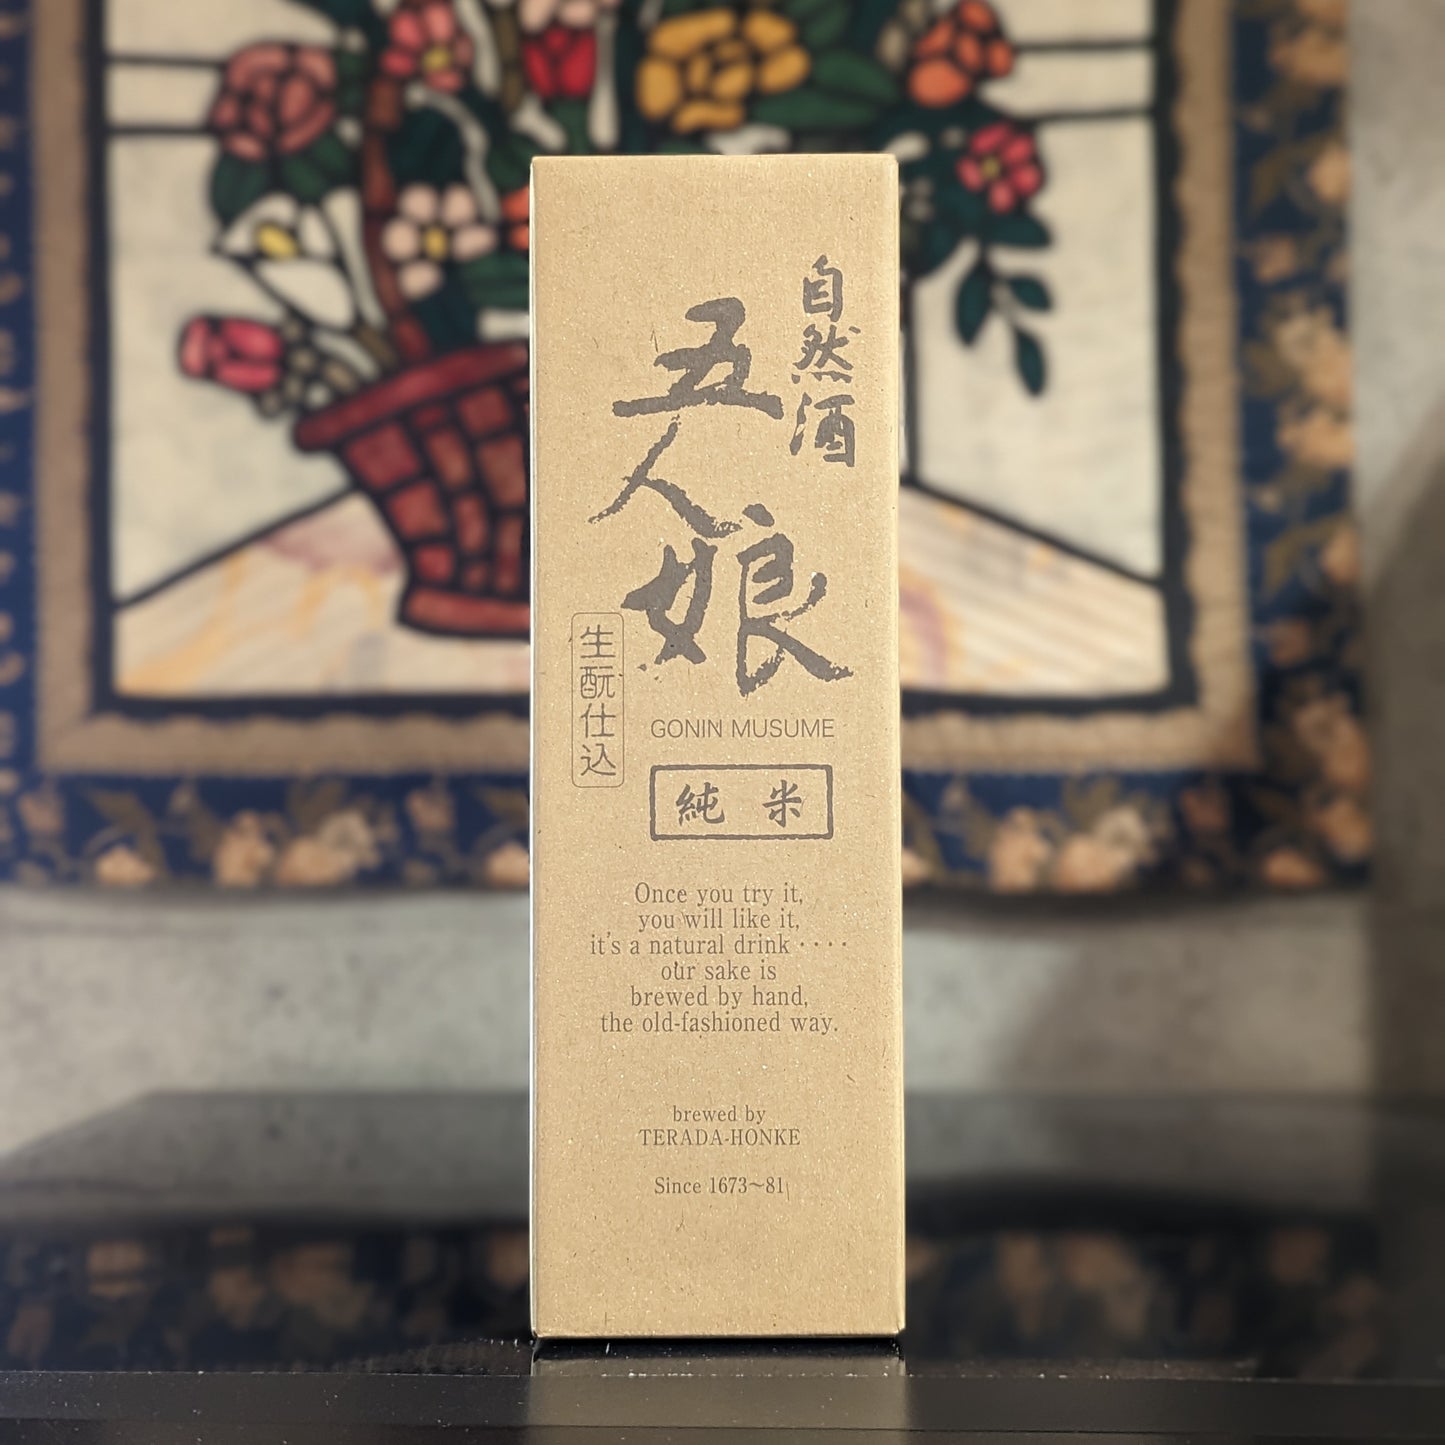 自然酒
五人娘
生酛仕込
GONIN MUSUME
純米
Once you try it,
you will like it,
it's a natural drink ····
our sake is
brewed by hand,
the old-fashioned way.
brewed by
TERADA-HONKE
Since 1673～81